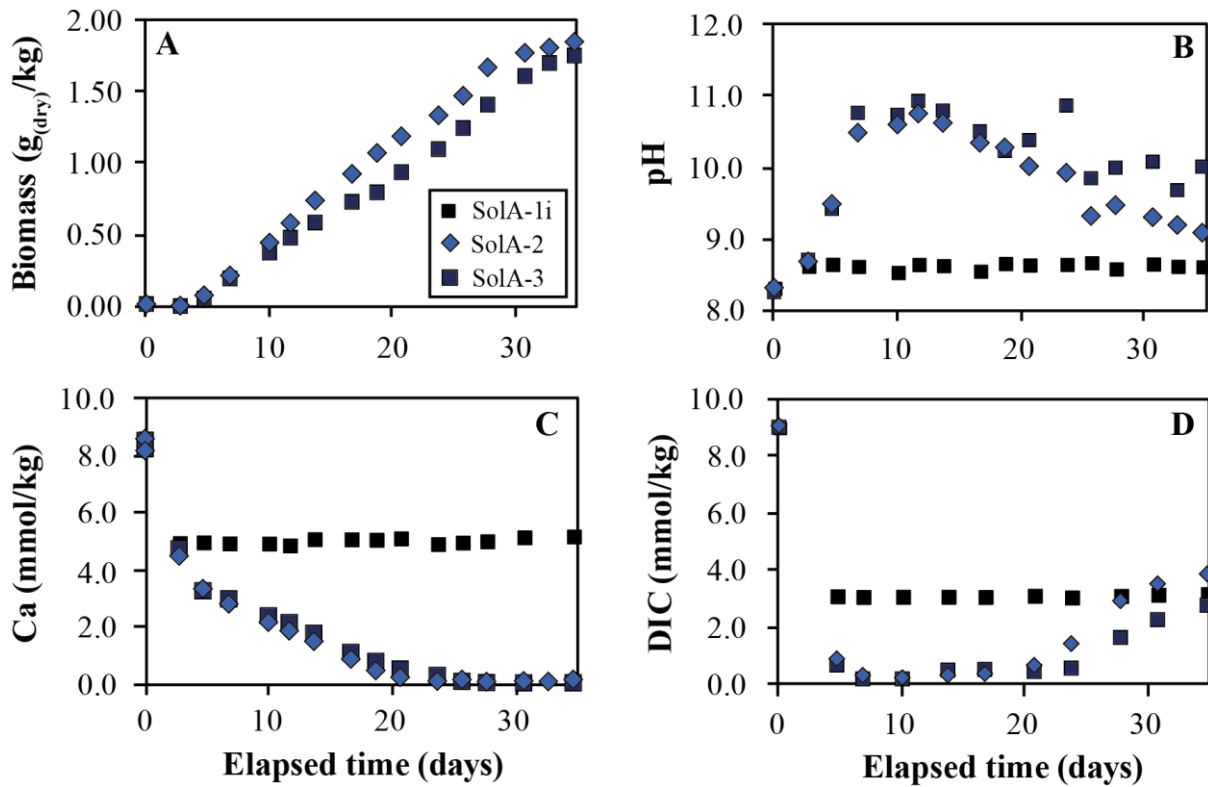 A
Biomass (g(dry)/kg)
2.00
1.50
1.00
0.50
0.00
0
10
20
30
SolA-1i
SolA-2
SolA-3
B
pH
12.0
11.0
10.0
9.0
8.0
0
10
20
30
C
Ca (mmol/kg)
10.0
8.0
6.0
4.0
2.0
0.0
0
10
20
30
Elapsed time (days)
D
DIC (mmol/kg)
10.0
8.0
6.0
4.0
2.0
0.0
0
10
20
30
Elapsed time (days)